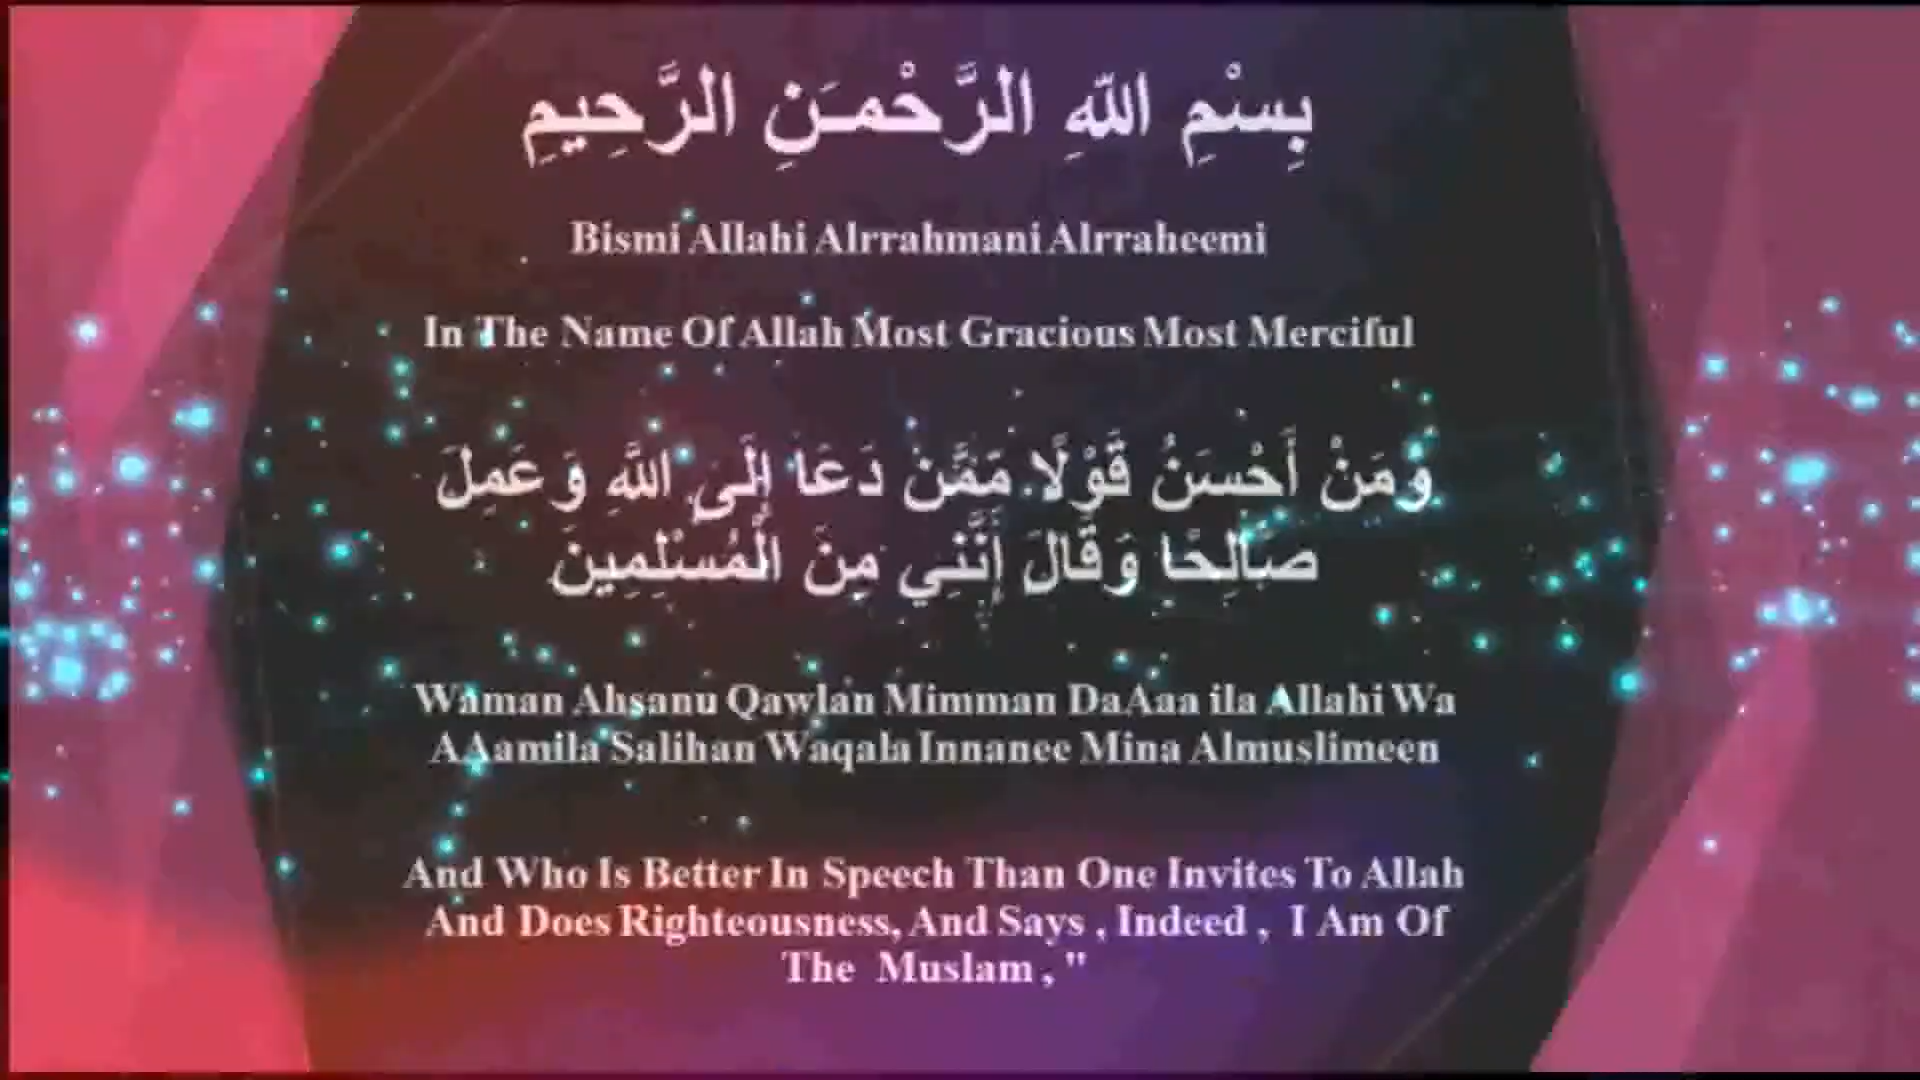 بِسْمِ اللّهِ الرَّحْمـَنِ الرَّحِيمِ
Bismi Allahi Alrrahmani Alrraheemi
In The Name Of Allah Most Gracious Most Merciful
وَمَنْ أَحْسَنُ قَوْلًا مَمَّن دَعَا إِلَى اللَّهِ وَعَمِلَ
صَالِحًا وَقَالَ إِنَّنِي مِنَ الْمُسْلِمِينَ
Waman Ahsanu Qawlan Mimman DaAaa ila Allahi Wa
AAamila Salihan Waqala Innanee Mina Almuslimeen
And Who Is Better In Speech Than One Invites To Allah
And Does Righteousness, And Says , Indeed , I Am Of
The Muslam , "